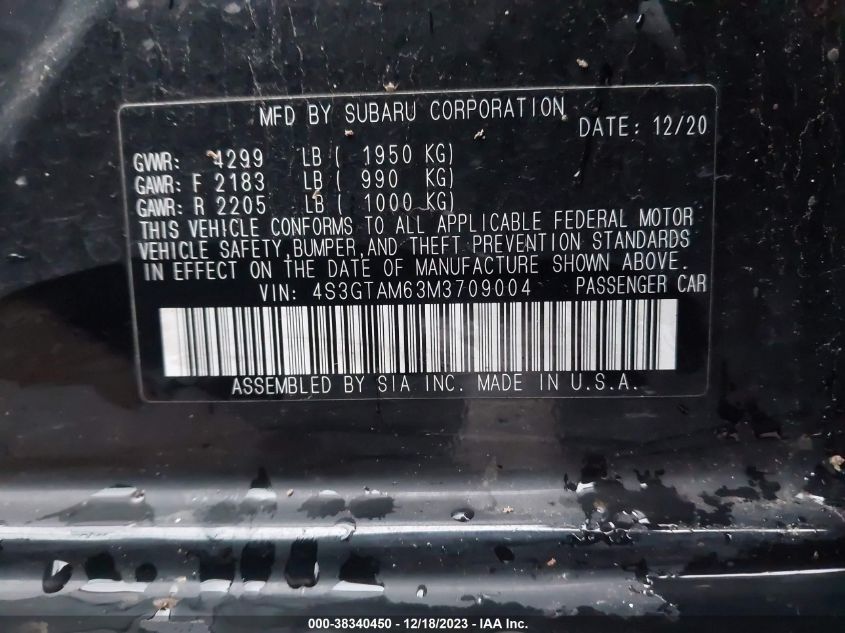 MFD BY SUBARU CORPORATION
DATE: 12/20
GVWR: 4299 LB ( 1950 KG)
GAWR: F 2183 LB ( 990 KG)
GAWR: R 2205 LB ( 1000 KG)
THIS VEHICLE CONFORMS TO ALL APPLICABLE FEDERAL MOTOR
VEHICLE SAFETY,BUMPER,AND THEFT PREVENTION STANDARDS
IN EFFECT ON THE DATE OF MANUFACTURE SHOWN ABOVE.
VIN: 4S3GTAM63M3709004 PASSENGER CAR
ASSEMBLED BY SIA INC. MADE IN U.S.A.
000-38340450 - 12/18/2023 - IAA Inc.